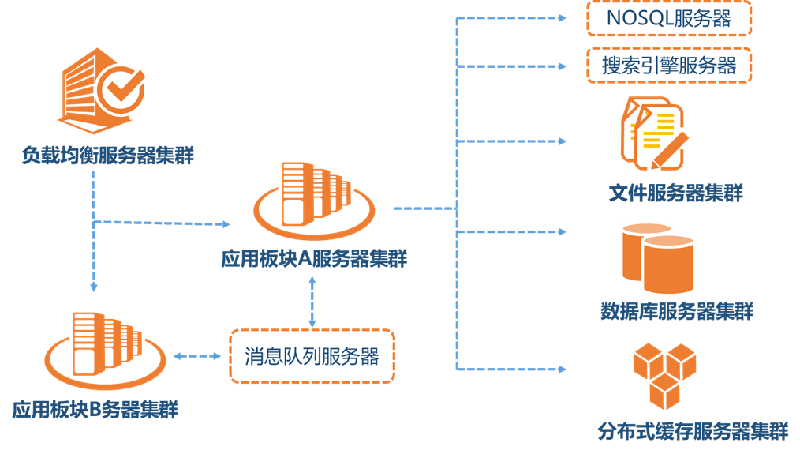 NOSQL服务器
搜索引擎服务器
负载均衡服务器集群
文件服务器集群
应用板块A服务器集群
数据库服务器集群
消息队列服务器
应用板块B务器集群
分布式缓存服务器集群